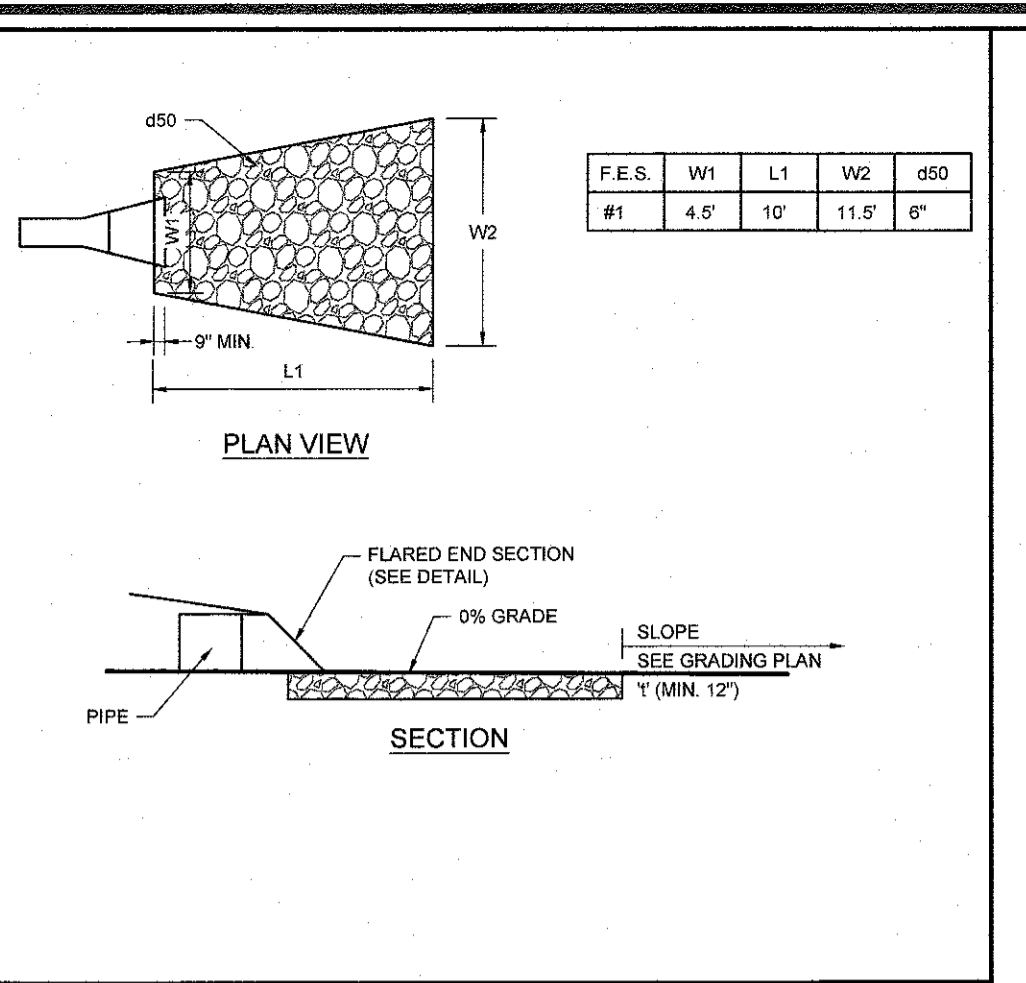 d50
W1
W2
9" MIN.
L1
PLAN VIEW
F.E.S. W1 L1 W2 d50
#1 4.5' 10' 11.5' 6"
FLARED END SECTION
(SEE DETAIL)
0% GRADE
SLOPE
SEE GRADING PLAN
't' (MIN. 12")
PIPE
SECTION